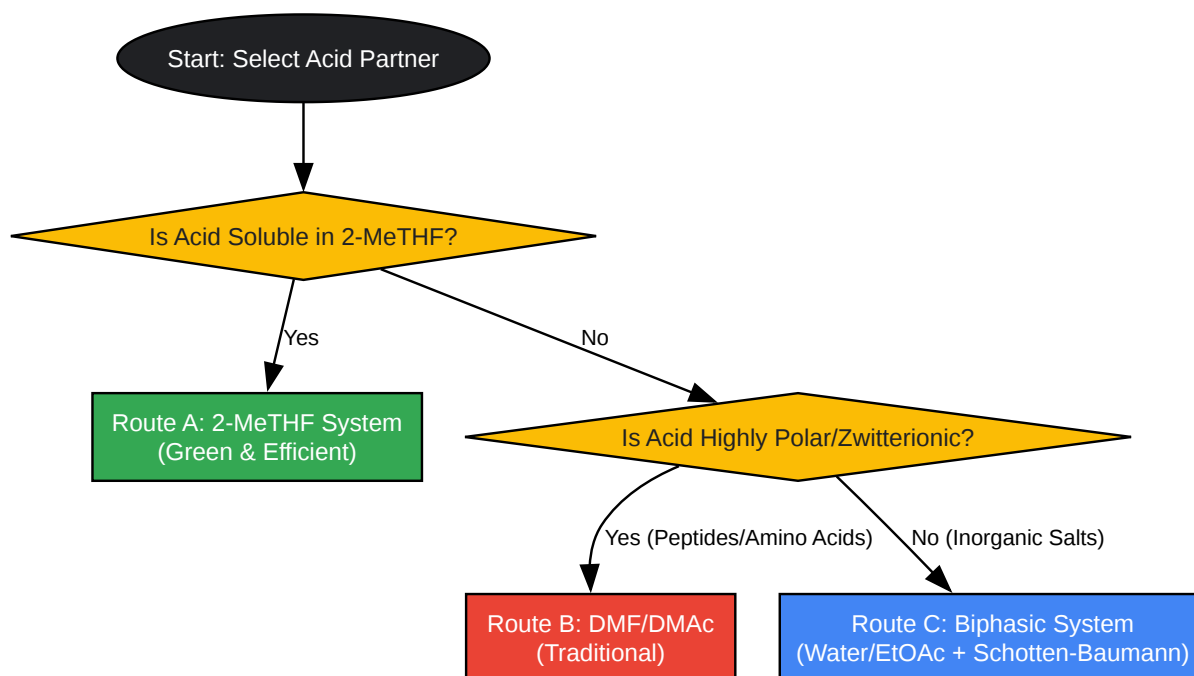 Start: Select Acid Partner
Is Acid Soluble in 2-MeTHF?
Yes
No
Route A: 2-MeTHF System
(Green & Efficient)
Is Acid Highly Polar/Zwitterionic?
Yes (Peptides/Amino Acids)
No (Inorganic Salts)
Route B: DMF/DMAc
(Traditional)
Route C: Biphasic System
(Water/EtOAc + Schotten-Baumann)